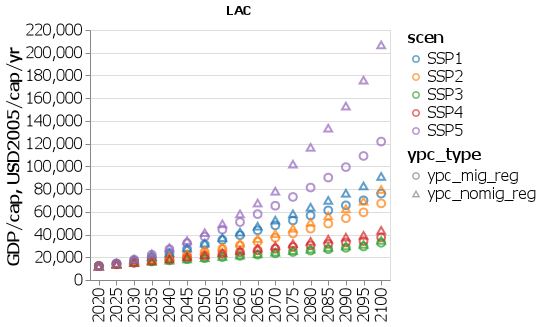 LAC
GDP/cap, USD2005/cap/yr
220,000
200,000
180,000
160,000
140,000
120,000
100,000
80,000
60,000
40,000
20,000
0
2020
2025
2030
2035
2040
2045
2050
2055
2060
2065
2070
2075
2080
2085
2090
2095
2100
scen
SSP1
SSP2
SSP3
SSP4
SSP5
ypc_type
ypc_mig_reg
ypc_nomig_reg